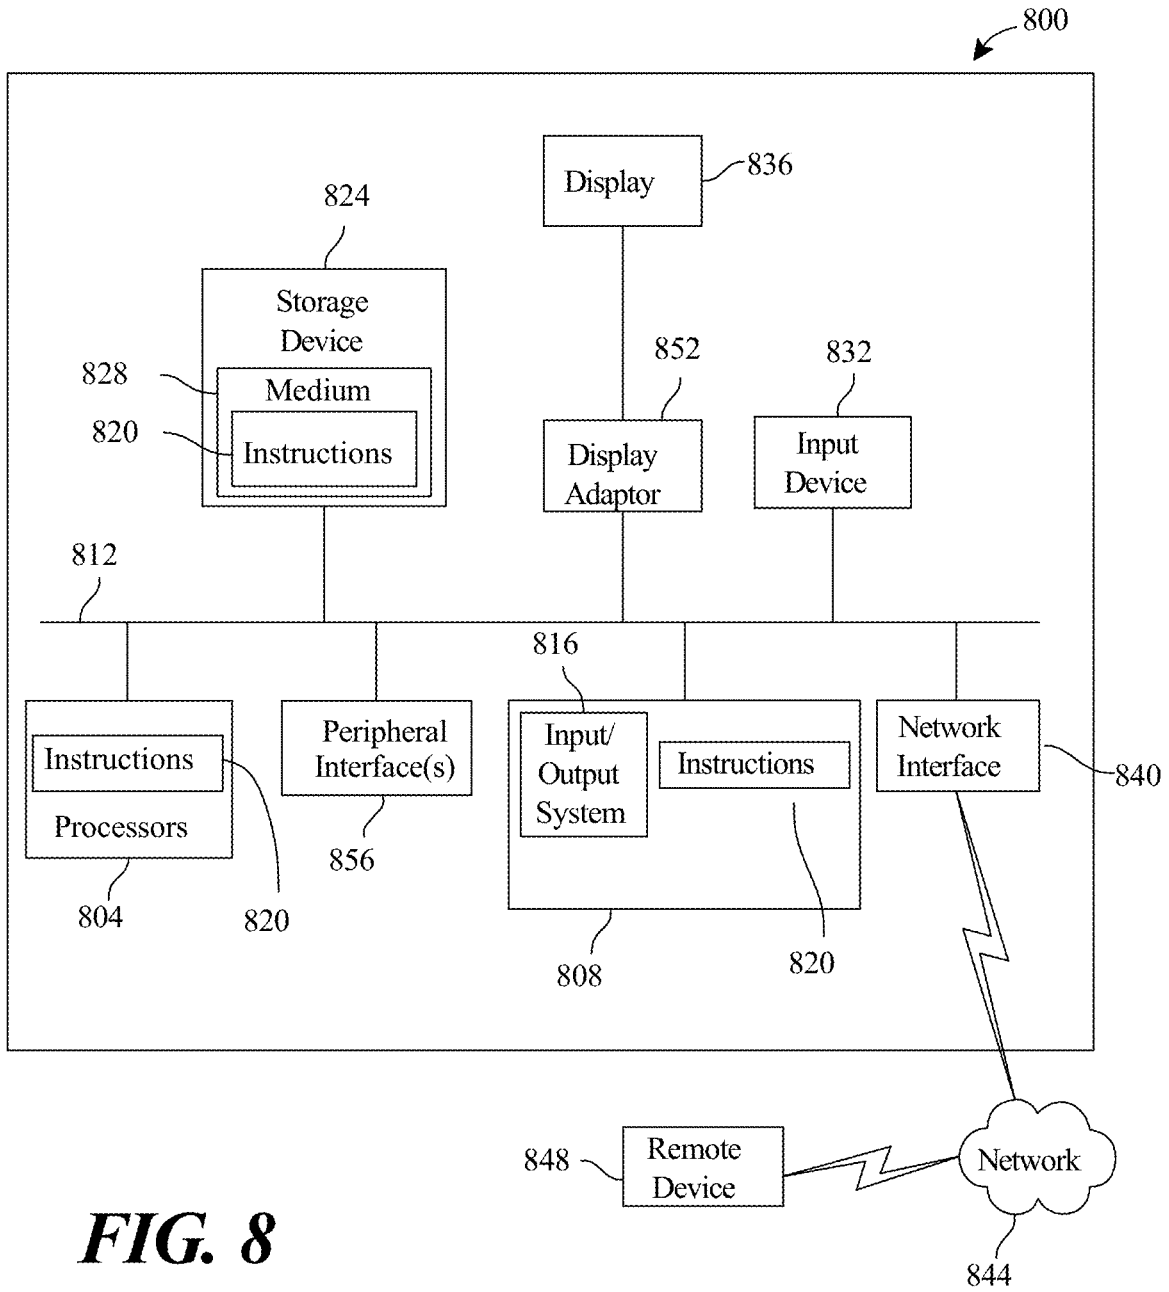 800
Display
836
824
Storage
Device
828
Medium
820
Instructions
852
Display
Adaptor
832
Input
Device
812
Instructions
Processors
804
820
Peripheral
Interface(s)
856
816
Input/
Output
System
Instructions
808
820
Network
Interface
840
848
Remote
Device
Network
844
FIG. 8